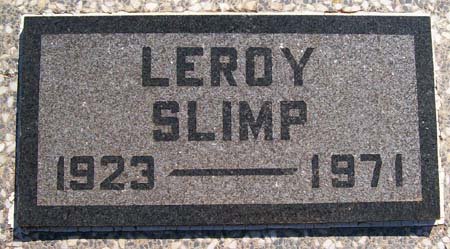 LEROY
SLIMP
1923 — 1971